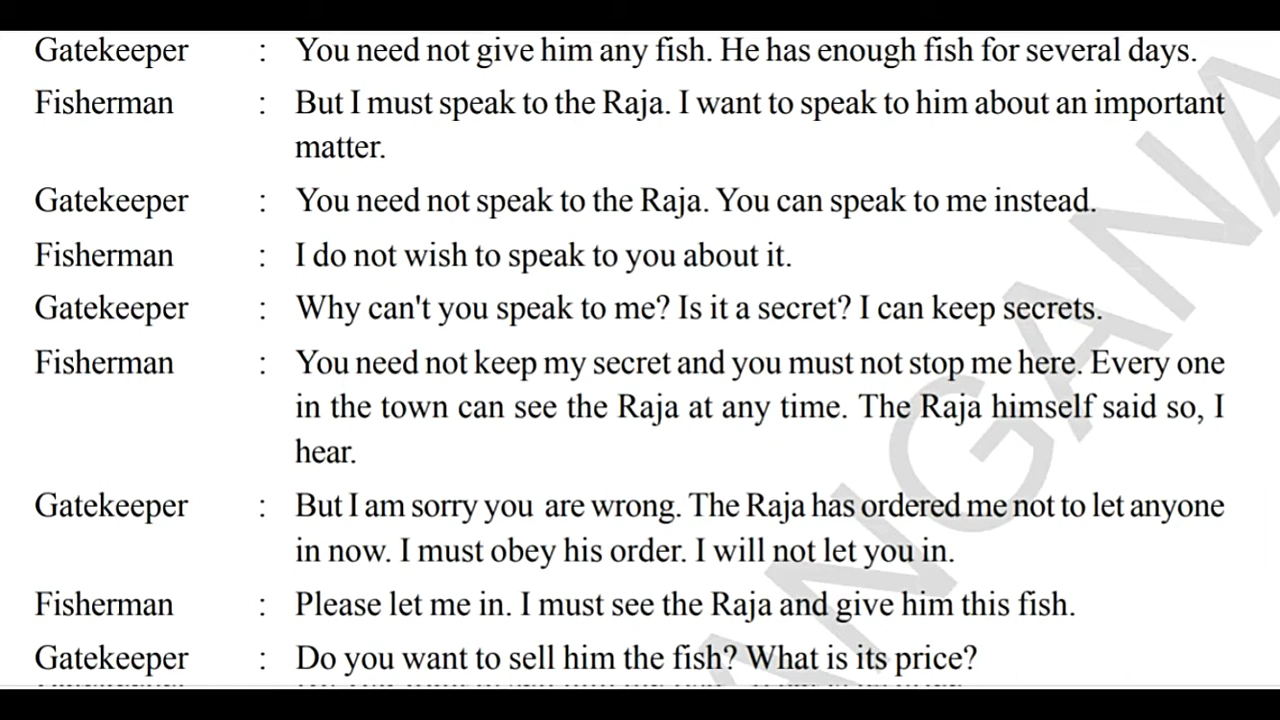 Gatekeeper : You need not give him any fish. He has enough fish for several days.
Fisherman : But I must speak to the Raja. I want to speak to him about an important
matter.
Gatekeeper : You need not speak to the Raja. You can speak to me instead.
Fisherman : I do not wish to speak to you about it.
Gatekeeper : Why can't you speak to me? Is it a secret? I can keep secrets.
Fisherman : You need not keep my secret and you must not stop me here. Every one
in the town can see the Raja at any time. The Raja himself said so, I
hear.
Gatekeeper : But I am sorry you are wrong. The Raja has ordered me not to let anyone
in now. I must obey his order. I will not let you in.
Fisherman : Please let me in. I must see the Raja and give him this fish.
Gatekeeper : Do you want to sell him the fish? What is its price?
ANGANA